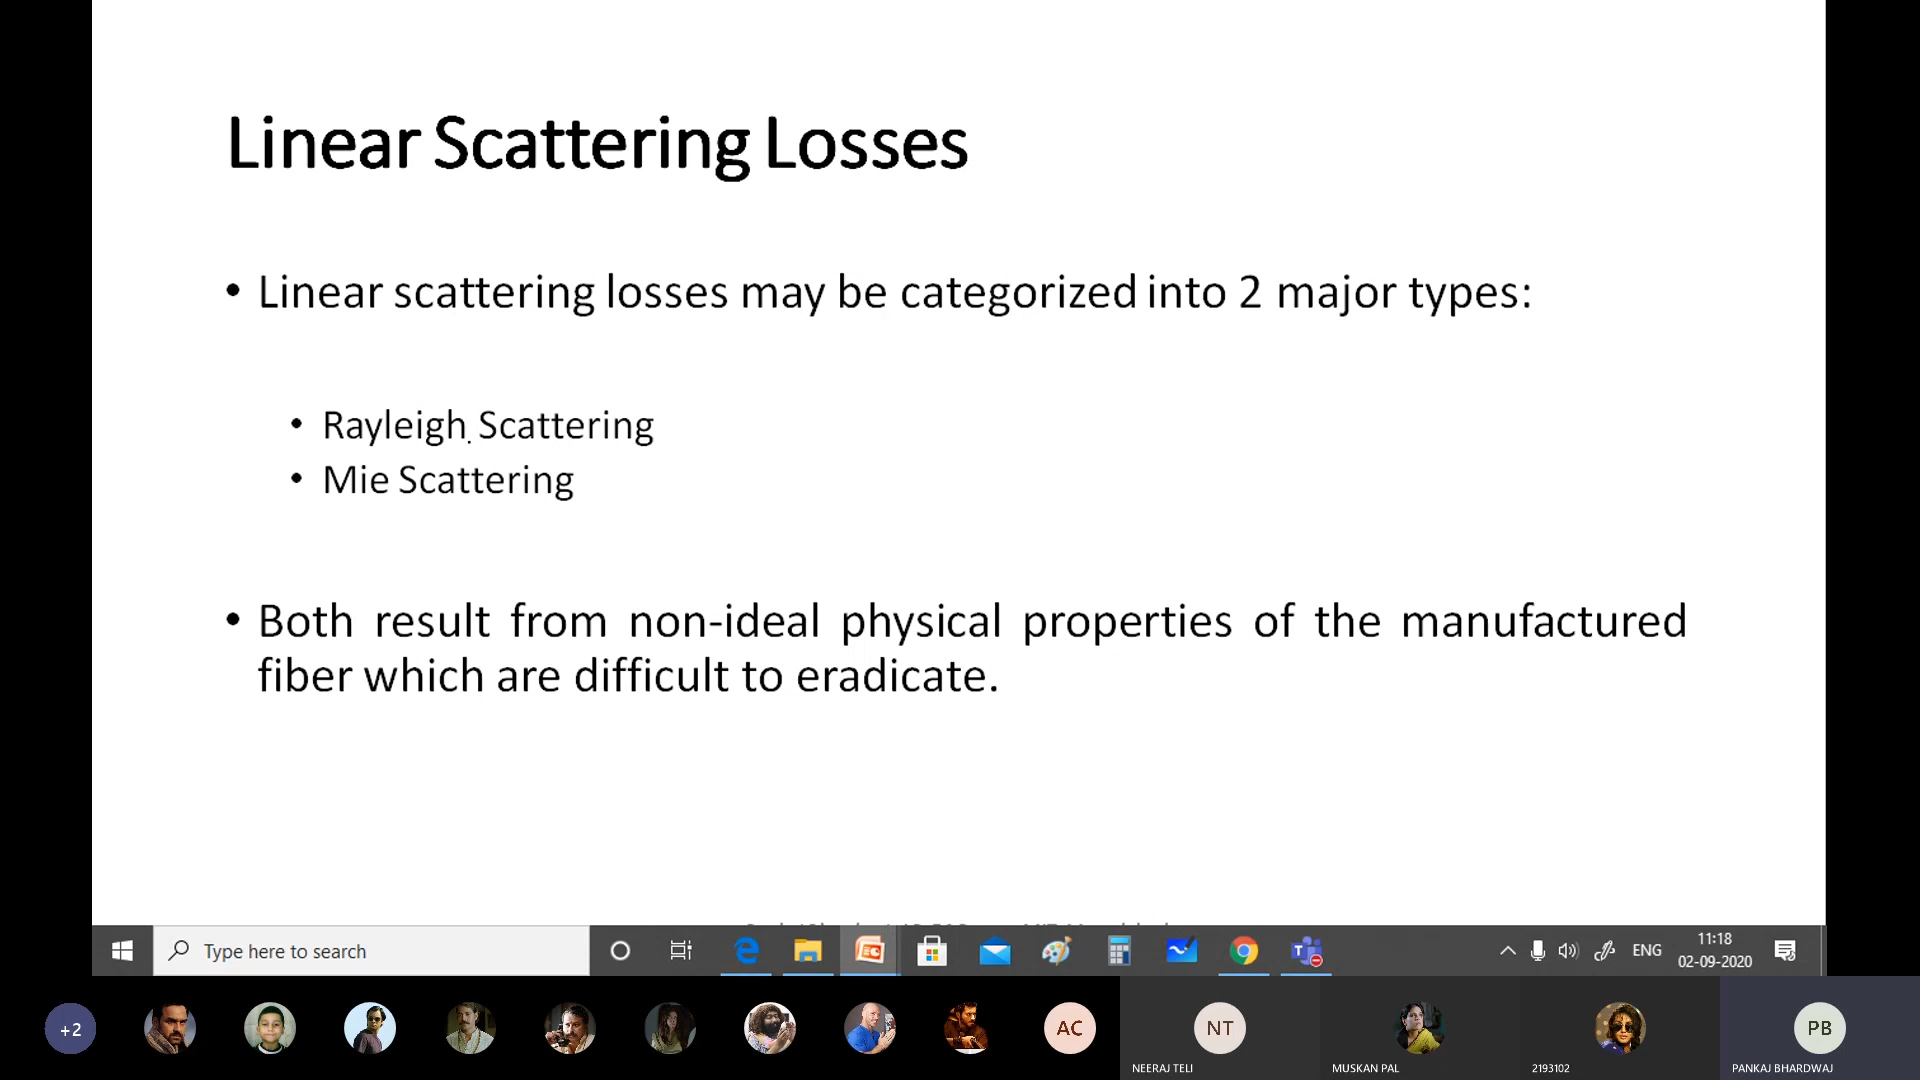 Linear Scattering Losses
• Linear scattering losses may be categorized into 2 major types:
• Rayleigh Scattering
• Mie Scattering
• Both result from non-ideal physical properties of the manufactured
fiber which are difficult to eradicate.
Type here to search
ENG
11:18
02-09-2020
+2
AC
NT
PB
NEERAJ TELI
MUSKAN PAL
2193102
PANKAJ BHARDWAJ